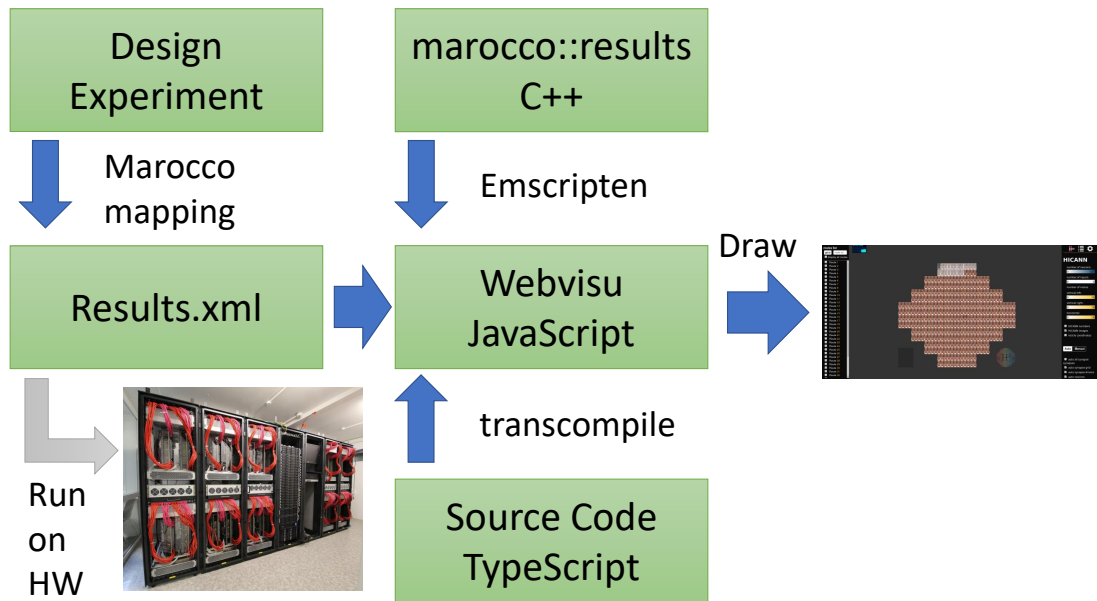 Design
Experiment
marocco::results
C++
Marocco
mapping
Emscripten
Results.xml
Webvisu
JavaScript
Draw
HICANN
transcompile
Run
on
HW
Source Code
TypeScript